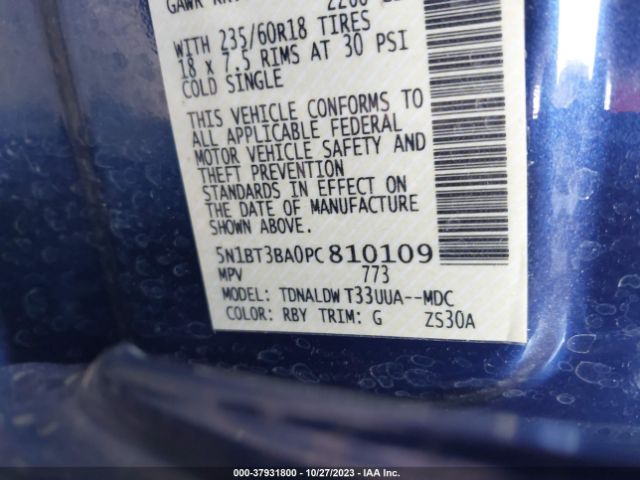 GAWR
WITH 235/60R18 TIRES
18 x 7.5 RIMS AT 30 PSI
COLD SINGLE
THIS VEHICLE CONFORMS TO
ALL APPLICABLE FEDERAL
MOTOR VEHICLE SAFETY AND
THEFT PREVENTION
STANDARDS IN EFFECT ON
THE DATE OF MANUFACTURE
SHOWN ABOVE.
5N1BT3BA0PC810109
MPV 773
MODEL: TDNALDW T33UUA--MDC
COLOR: RBY TRIM: G ZS30A
000-37931800 | 10/27/2023 | IAA Inc.